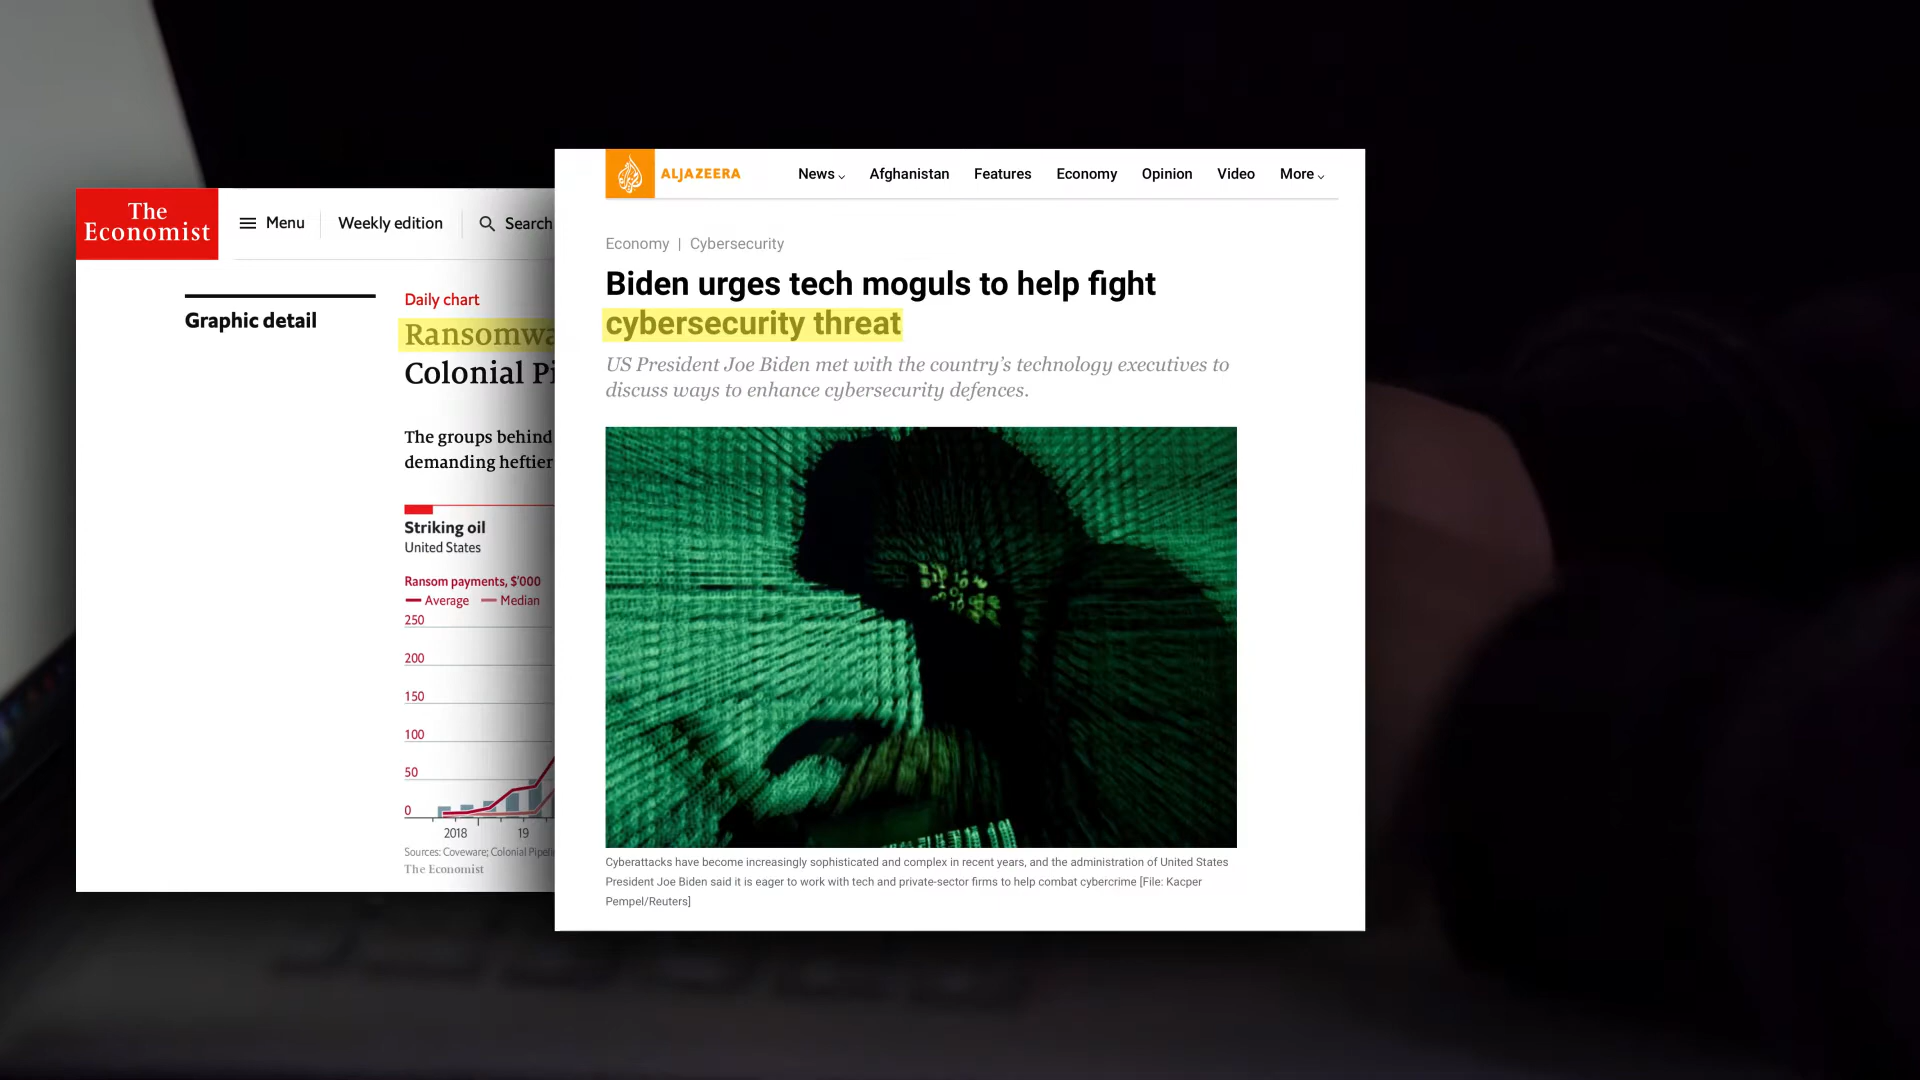 The
Economist
Menu
Weekly edition
Search
Graphic detail
Daily chart
Colonial
The groups behind
demanding heftier
Striking oil
United States
Ransom payments, $'000
Average Median
250
200
150
100
50
0
2018 19
Sources: Coveware; Colonial
The Economist
ALJAZEERA
News Afghanistan Features Economy Opinion Video More
Economy | Cybersecurity
Biden urges tech moguls to help fight
cybersecurity threat
US President Joe Biden met with the country's technology executives to
discuss ways to enhance cybersecurity defences.
Cyberattacks have become increasingly sophisticated and complex in recent years, and the administration of United States
President Joe Biden said it is eager to work with tech and private-sector firms to help combat cybercrime [File: Kacper
Pempel/Reuters]